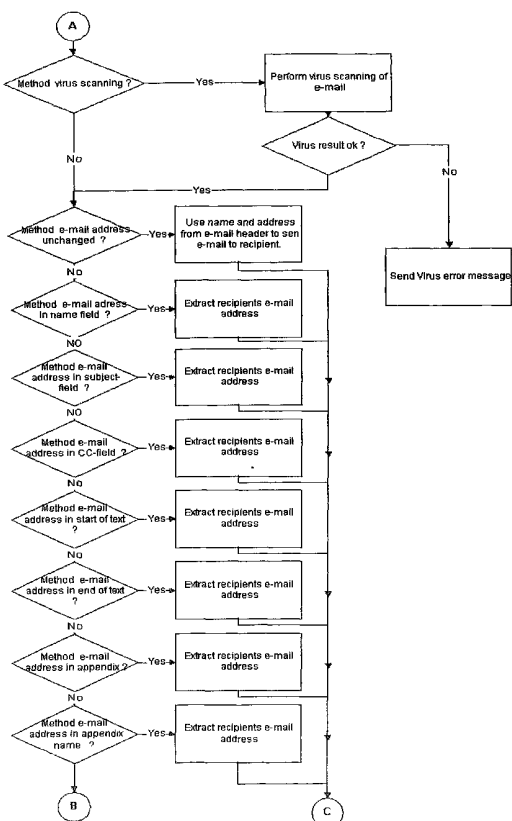 A
Method virus scanning ?
Yes
Perform virus scanning of
e-mail
Virus result ok ?
No
No
Yes
Method e-mail address
unchanged ?
Yes
Use name and address
from e-mail header to sen
e-mail to recipient.
Send Virus error message
No
Method e-mail adress
in name field ?
Yes
Extract recipients e-mail
address
NO
Method e-mail
address in subject-
field ?
Yes
Extract recipients e-mail
address
NO
Method e-mail
address in CC-field ?
Yes
Extract recipients e-mail
address
No
Method e-mail
address in start of text
?
Yes
Extract recipients e-mail
address
No
Method e-mail
address in end of text
?
Yes
Extract recipients e-mail
address
No
Method e-mail
address in appendix ?
Yes
Extract recipients e-mail
address
No
Method e-mail
address in appendix
name ?
Yes
Extract recipients e-mail
address
B
C